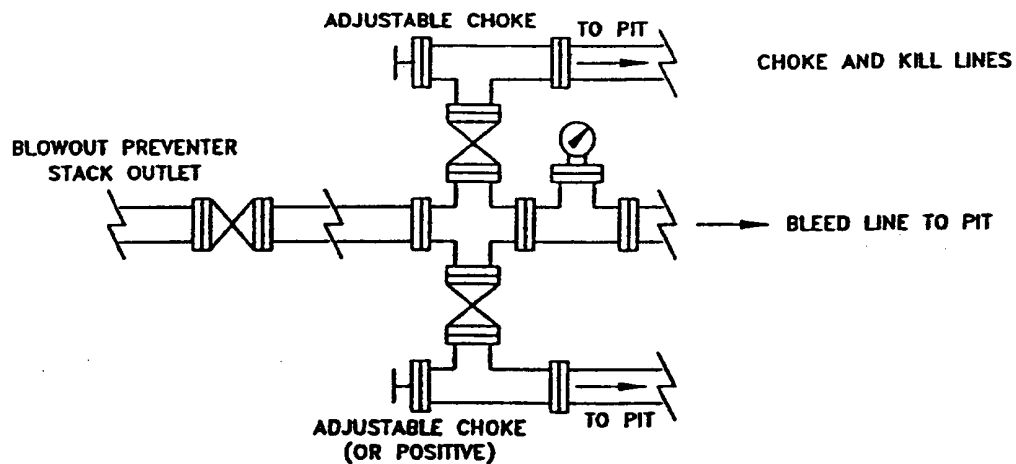 ADJUSTABLE CHOKE
TO PIT
CHOKE AND KILL LINES
BLOWOUT PREVENTER
STACK OUTLET
BLEED LINE TO PIT
TO PIT
ADJUSTABLE CHOKE
(OR POSITIVE)